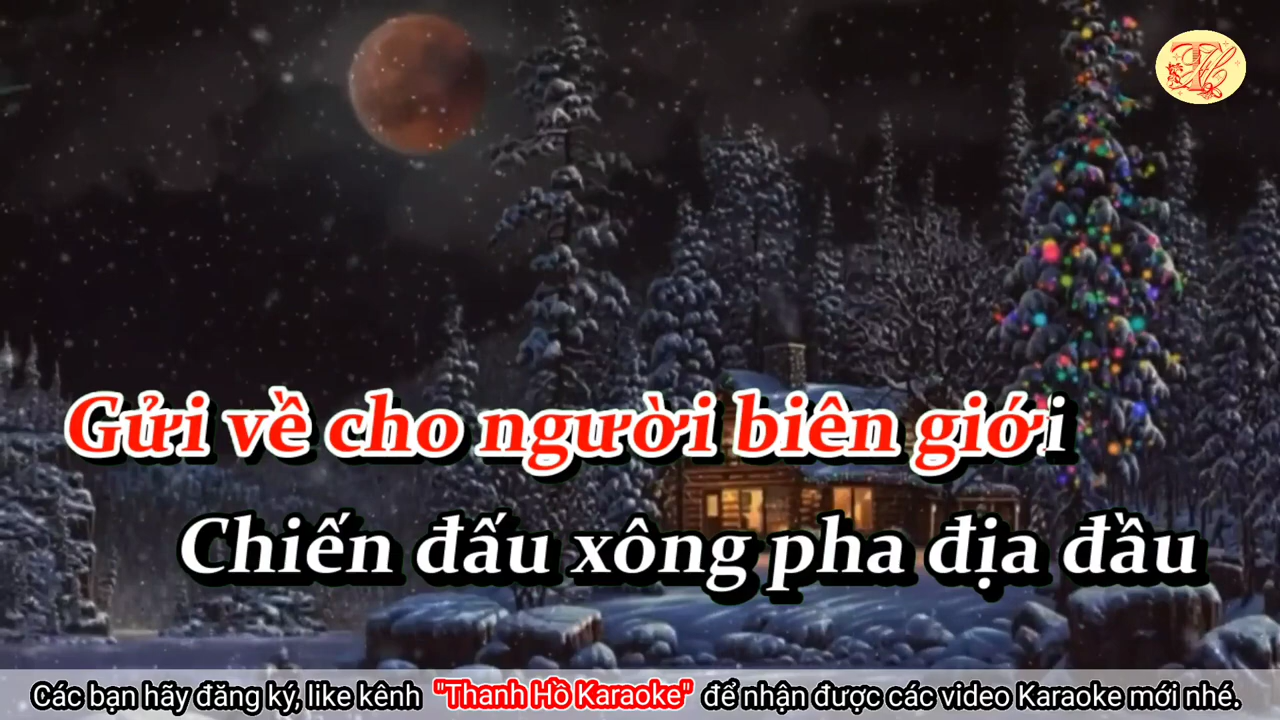 Gửi về cho người biên giới
Chiến đấu xông pha địa đầu
Các bạn hãy đăng ký, like kênh "Thanh Hồ Karaoke" để nhận được các video Karaoke mới nhé.